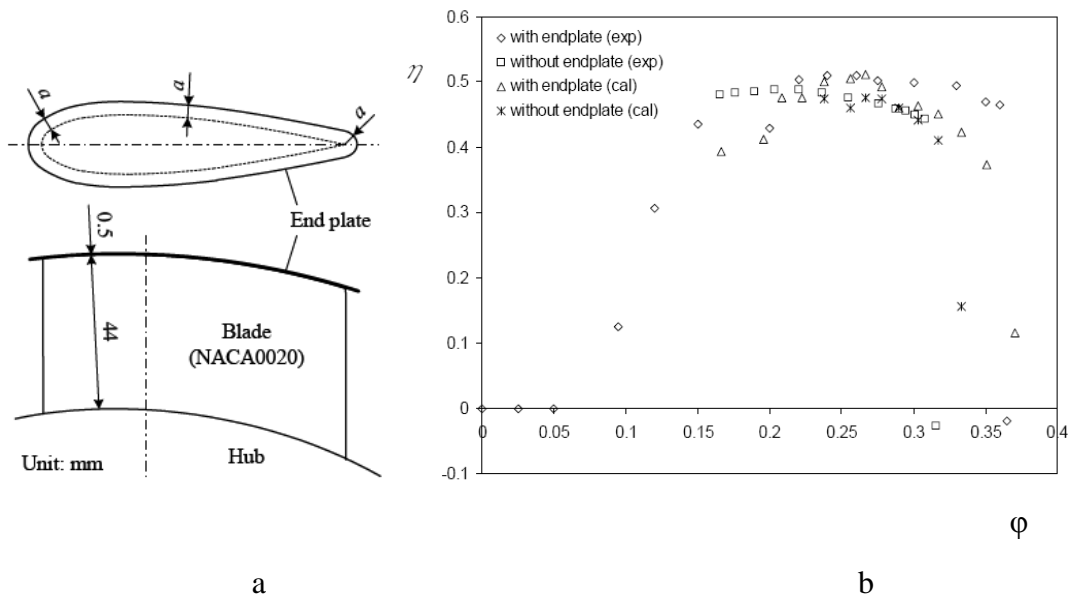 a
a
a
End plate
0.5
44
Blade
(NACA0020)
Unit: mm
Hub
a
η
0.6
0.5
0.4
0.3
0.2
0.1
0
-0.1
with endplate (exp)
without endplate (exp)
with endplate (cal)
without endplate (cal)
0 0.05 0.1 0.15 0.2 0.25 0.3 0.35 0.4
φ
b